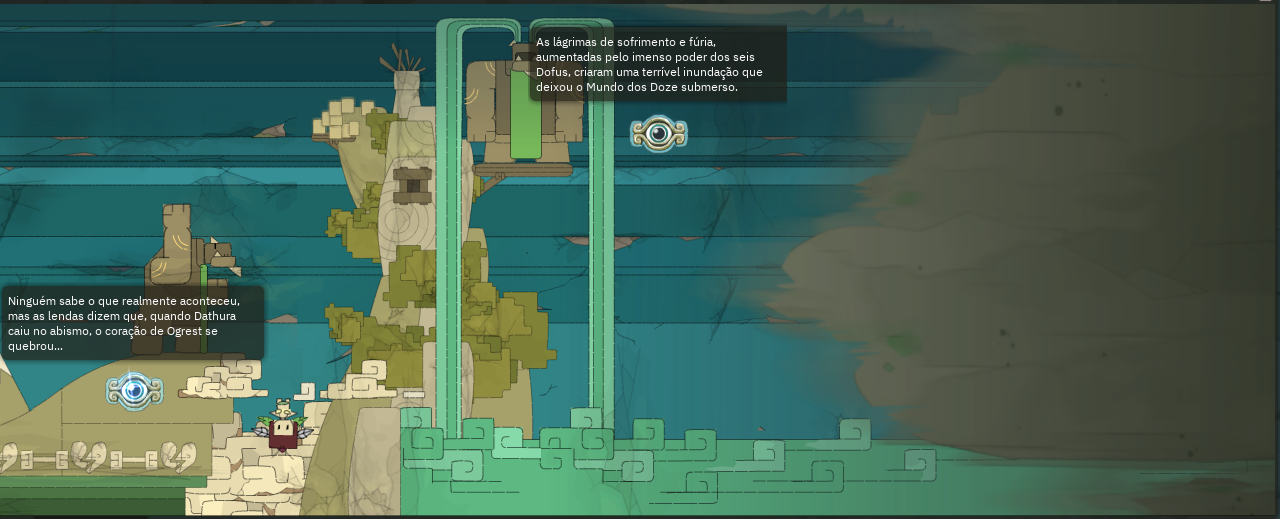 As lágrimas de sofrimento e fúria,
aumentadas pelo imenso poder dos seis
Dofus, criaram uma terrível inundação que
deixou o Mundo dos Doze submerso.
Ninguém sabe o que realmente aconteceu,
mas as lendas dizem que, quando Dathura
caiu no abismo, o coração de Ogrest se
quebrou...